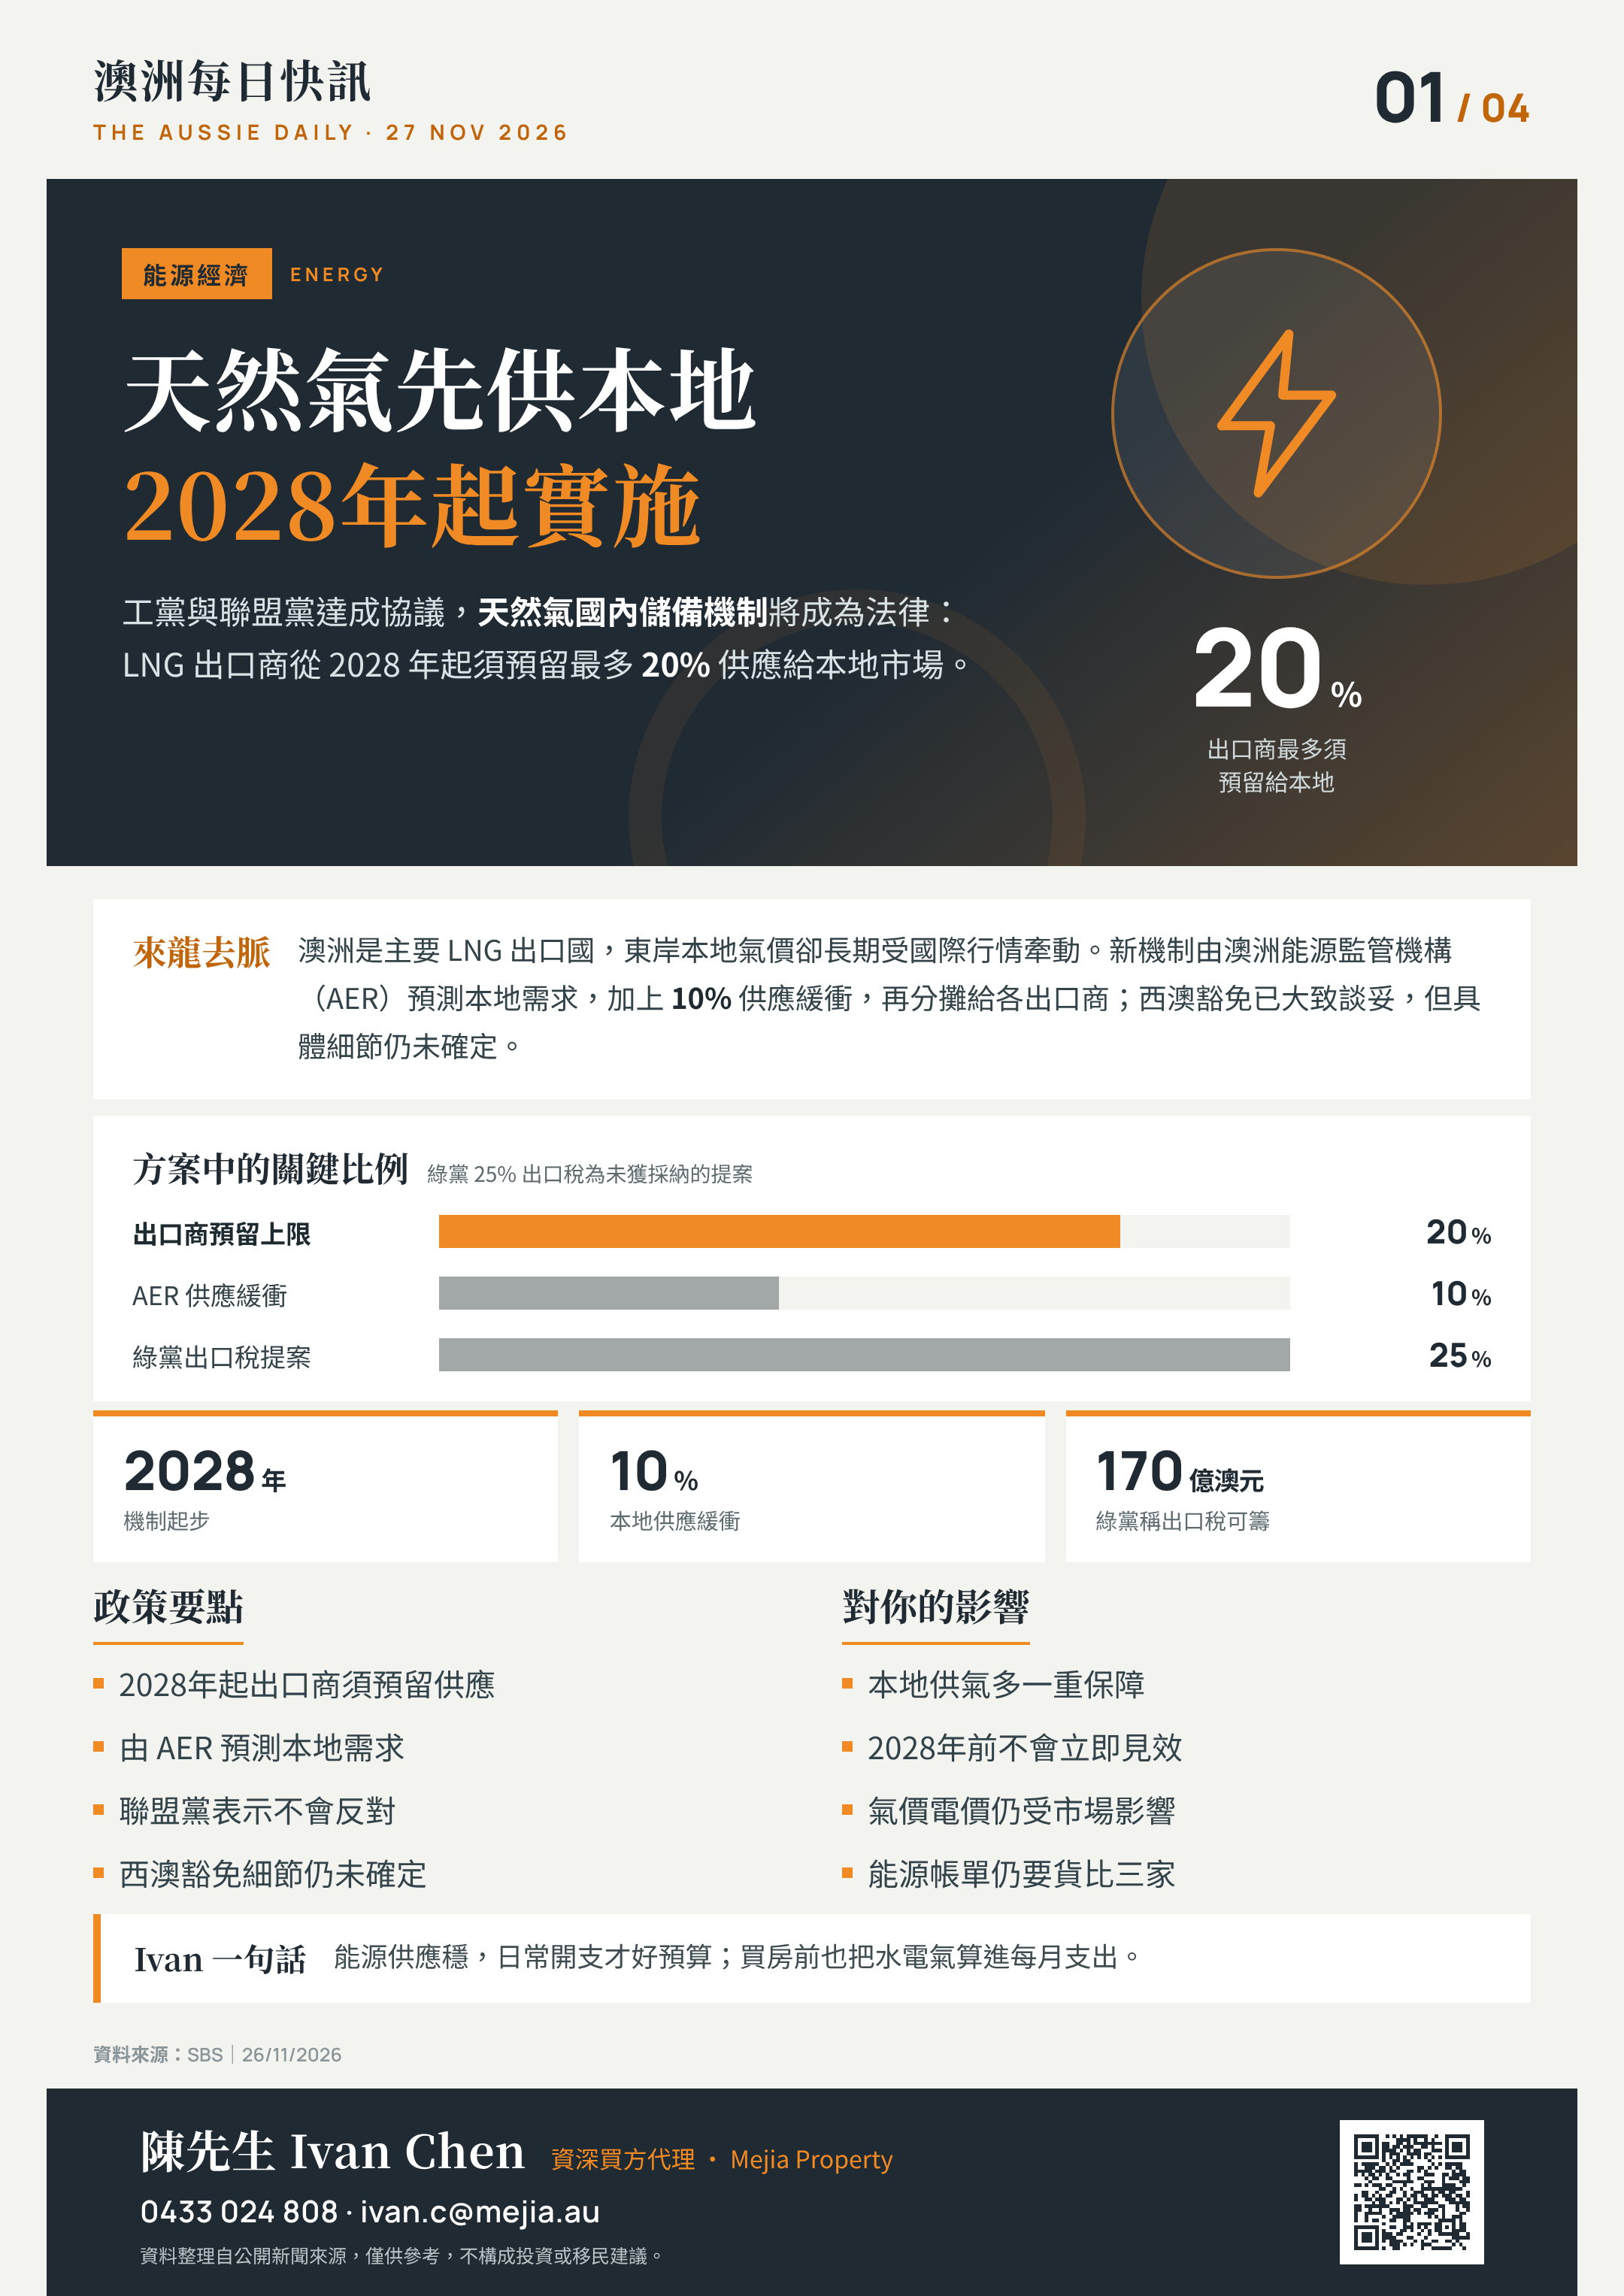 澳洲每日快訊
THE AUSSIE DAILY · 27 NOV 2026
01 / 04
能源經濟 ENERGY
天然氣先供本地
2028年起實施
工黨與聯盟黨達成協議，天然氣國內儲備機制將成為法律：
LNG 出口商從 2028 年起須預留最多 20% 供應給本地市場。
20 %
出口商最多須
預留給本地
來龍去脈
澳洲是主要 LNG 出口國，東岸本地氣價卻長期受國際行情牽動。新機制由澳洲能源監管機構
（AER）預測本地需求，加上 10% 供應緩衝，再分攤給各出口商；西澳豁免已大致談妥，但具
體細節仍未確定。
方案中的關鍵比例 綠黨 25% 出口稅為未獲採納的提案
出口商預留上限 20 %
AER 供應緩衝 10 %
綠黨出口稅提案 25 %
2028 年
機制起步
10 %
本地供應緩衝
170 億澳元
綠黨稱出口稅可籌
政策要點
2028年起出口商須預留供應
由 AER 預測本地需求
聯盟黨表示不會反對
西澳豁免細節仍未確定
對你的影響
本地供氣多一重保障
2028年前不會立即見效
氣價電價仍受市場影響
能源帳單仍要貨比三家
Ivan 一句話 能源供應穩，日常開支才好預算；買房前也把水電氣算進每月支出。
資料來源：SBS｜26/11/2026
陳先生 Ivan Chen 資深買方代理 · Mejia Property
0433 024 808 · ivan.c@mejia.au
資料整理自公開新聞來源，僅供參考，不構成投資或移民建議。